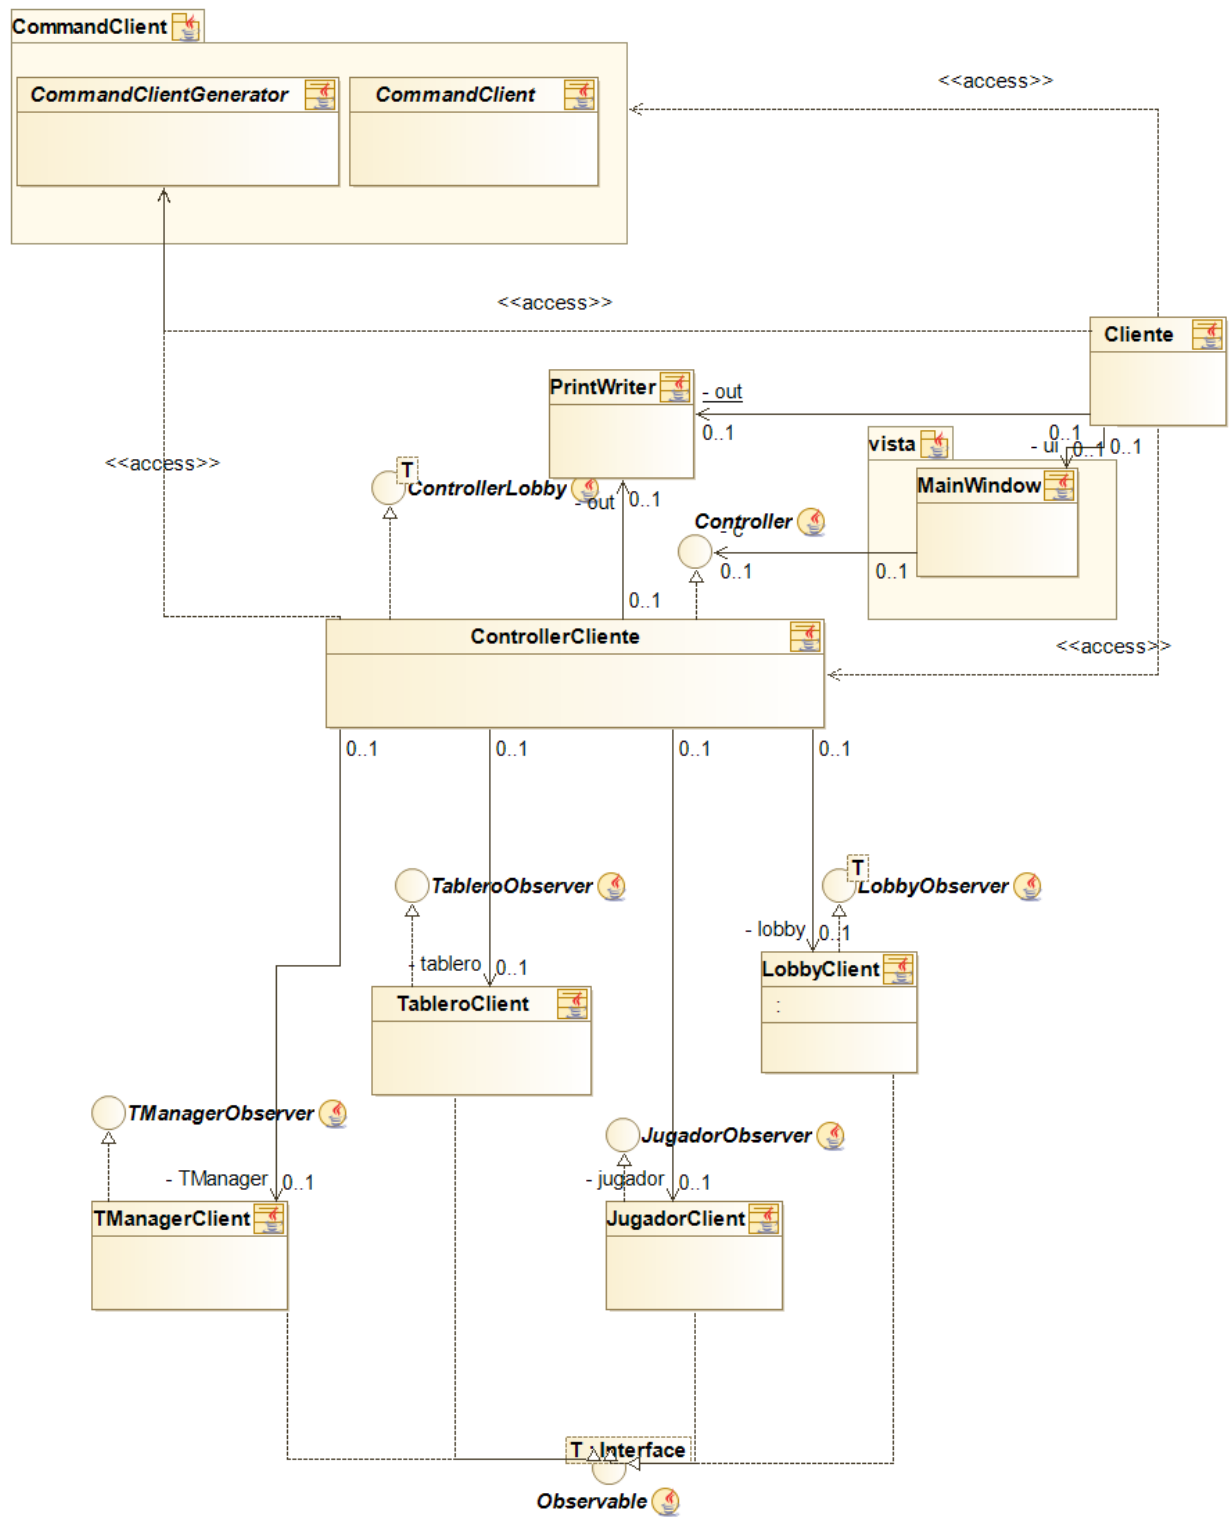 CommandClient
CommandClientGenerator
CommandClient
<<access>>
<<access>>
Cliente
PrintWriter
- out
0..1
0..1
vista
- ui
0..1
0..1
<<access>>
T
ControllerLobby
- out
0..1
MainWindow
Controller
- c
0..1
0..1
0..1
ControllerCliente
<<access>>
0..1
0..1
0..1
0..1
T
TableroObserver
LobbyObserver
- lobby
0..1
- tablero
0..1
LobbyClient
:
TableroClient
TManagerObserver
JugadorObserver
- TManager
0..1
- jugador
0..1
TManagerClient
JugadorClient
T : Interface
Observable